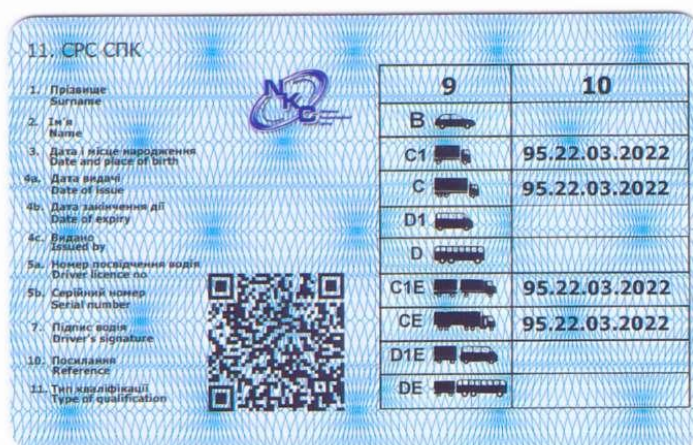 11. СРС СПК
1. Прізвище
Surname
2. Ім'я
Name
3. Дата і місце народження
Date and place of birth
4a. Дата видачі
Date of issue
4b. Дата закінчення дії
Date of expiry
4c. Видано
Issued by
5a. Номер посвідчення водія
Driver licence no
5b. Серійний номер
Serial number
7. Підпис водія
Driver's signature
10. Посилання
Reference
11. Тип кваліфікації
Type of qualification
NKC
9 10
B
C1 95.22.03.2022
C 95.22.03.2022
D1
D
C1E 95.22.03.2022
CE 95.22.03.2022
D1E
DE